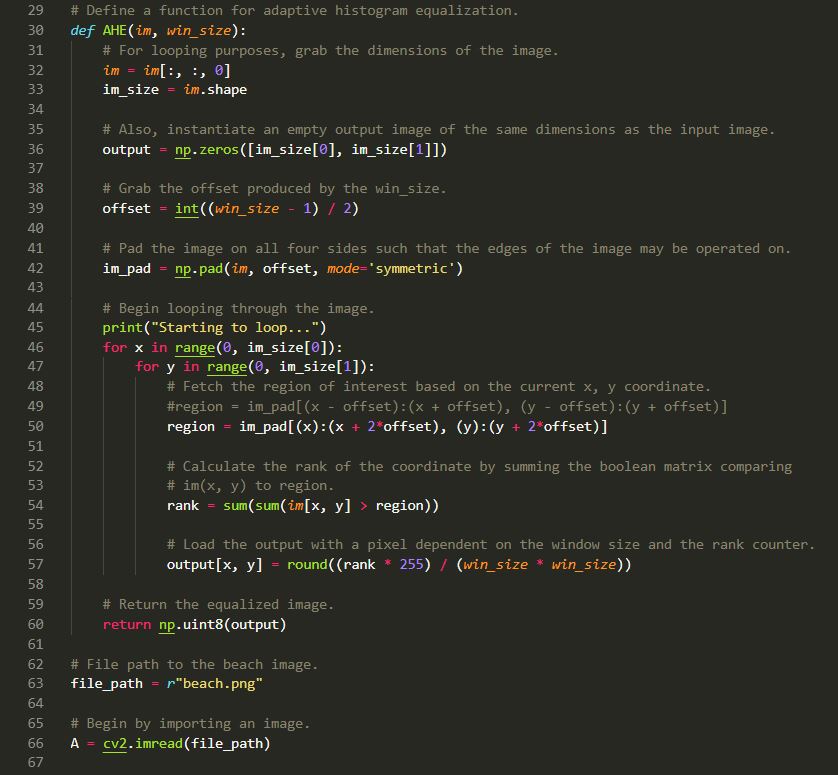 29 # Define a function for adaptive histogram equalization.
30 def AHE(im, win_size):
31     # For looping purposes, grab the dimensions of the image.
32     im = im[:, :, 0]
33     im_size = im.shape
34
35     # Also, instantiate an empty output image of the same dimensions as the input image.
36     output = np.zeros([im_size[0], im_size[1]])
37
38     # Grab the offset produced by the win_size.
39     offset = int((win_size - 1) / 2)
40
41     # Pad the image on all four sides such that the edges of the image may be operated on.
42     im_pad = np.pad(im, offset, mode='symmetric')
43
44     # Begin looping through the image.
45     print("Starting to loop...")
46     for x in range(0, im_size[0]):
47         for y in range(0, im_size[1]):
48             # Fetch the region of interest based on the current x, y coordinate.
49             #region = im_pad[(x - offset):(x + offset), (y - offset):(y + offset)]
50             region = im_pad[(x):(x + 2*offset), (y):(y + 2*offset)]
51
52             # Calculate the rank of the coordinate by summing the boolean matrix comparing
53             # im(x, y) to region.
54             rank = sum(sum(im[x, y] > region))
55
56             # Load the output with a pixel dependent on the window size and the rank counter.
57             output[x, y] = round((rank * 255) / (win_size * win_size))
58
59     # Return the equalized image.
60     return np.uint8(output)
61
62 # File path to the beach image.
63 file_path = r"beach.png"
64
65 # Begin by importing an image.
66 A = cv2.imread(file_path)
67